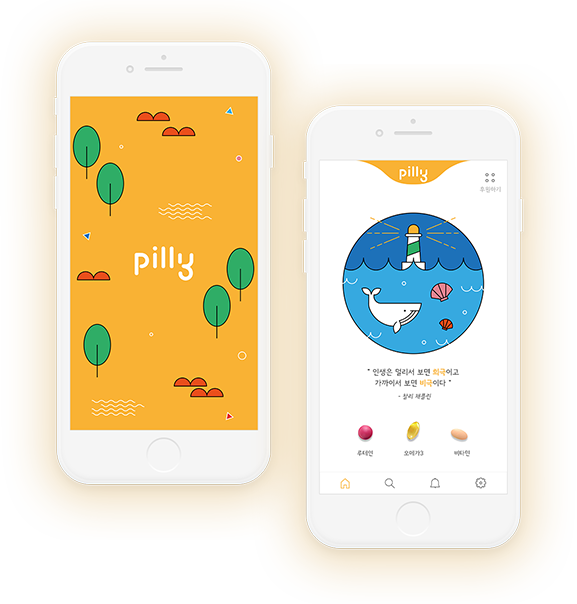 pilly
pilly
투찜하기
" 인생은 멀리서 보면 희극이고
가까이서 보면 비극이다 "
- 찰리 채플린
루테인
오메가3
비타민